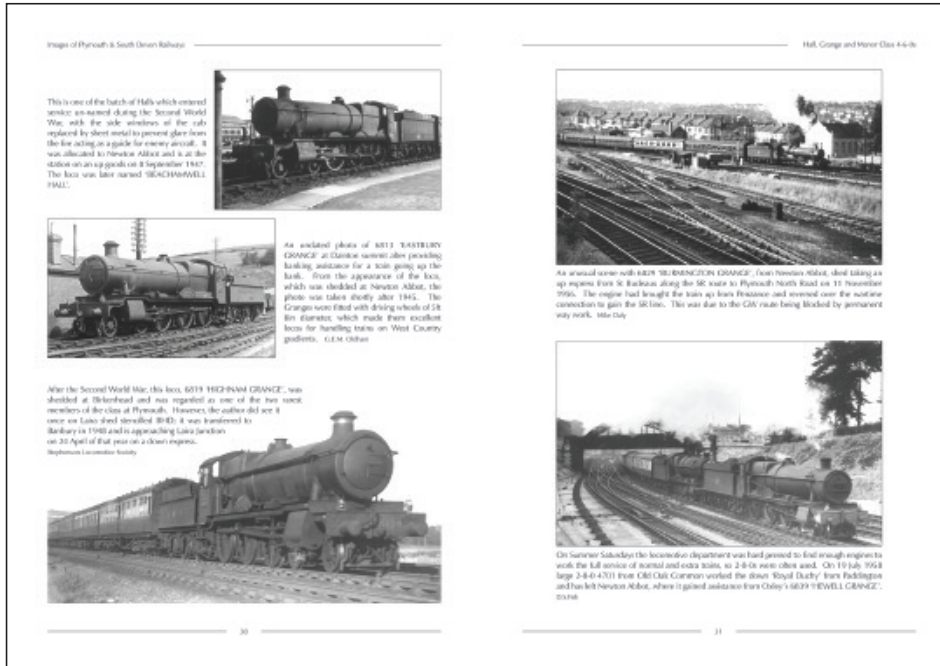 Images of Plymouth & South Devon Railways
This is one of the batch of Halls which entered
service un-named during the Second World
War, with the side windows of the cab
replaced by sheet metal to prevent glare from
the fire acting as a guide for enemy aircraft. It
was allocated to Newton Abbot and is at the
station on an up goods on 8 September 1947.
The loco was later named 'BEACHAMWELL
HALL'.
An undated photo of 6813 'EASTBURY
GRANGE' at Dainton summit after providing
banking assistance for a train going up the
bank. From the appearance of the loco,
which was shedded at Newton Abbot, the
photo was taken shortly after 1945. The
Granges were fitted with driving wheels of 5ft
8in diameter, which made them excellent
locos for handling trains on West Country
gradients. G.E.M. Oldham
After the Second World War, this loco, 6819 'HIGHNAM GRANGE', was
shedded at Birkenhead and was regarded as one of the two rarest
members of the class at Plymouth. However, the author did see it
once on Laira shed stencilled BHD; it was transferred to
Banbury in 1948 and is approaching Laira Junction
on 24 April of that year on a down express.
Stephenson Locomotive Society
30
Hall, Grange and Manor Class 4-6-0s
An unusual scene with 6829 'BURMINGTON GRANGE', from Newton Abbot, shed taking an
up express from St Budeaux along the SR route to Plymouth North Road on 11 November
1956. The engine had brought the train up from Penzance and reversed over the wartime
connection to gain the SR line. This was due to the GW route being blocked by permanent
way work. Mike Daly
On Summer Saturdays the locomotive department was hard pressed to find enough engines to
work the full service of normal and extra trains, so 2-8-0s were often used. On 19 July 1958
large 2-8-0 4701 from Old Oak Common worked the down 'Royal Duchy' from Paddington
and has left Newton Abbot, where it gained assistance from Oxley's 6839 'HEWELL GRANGE'.
31